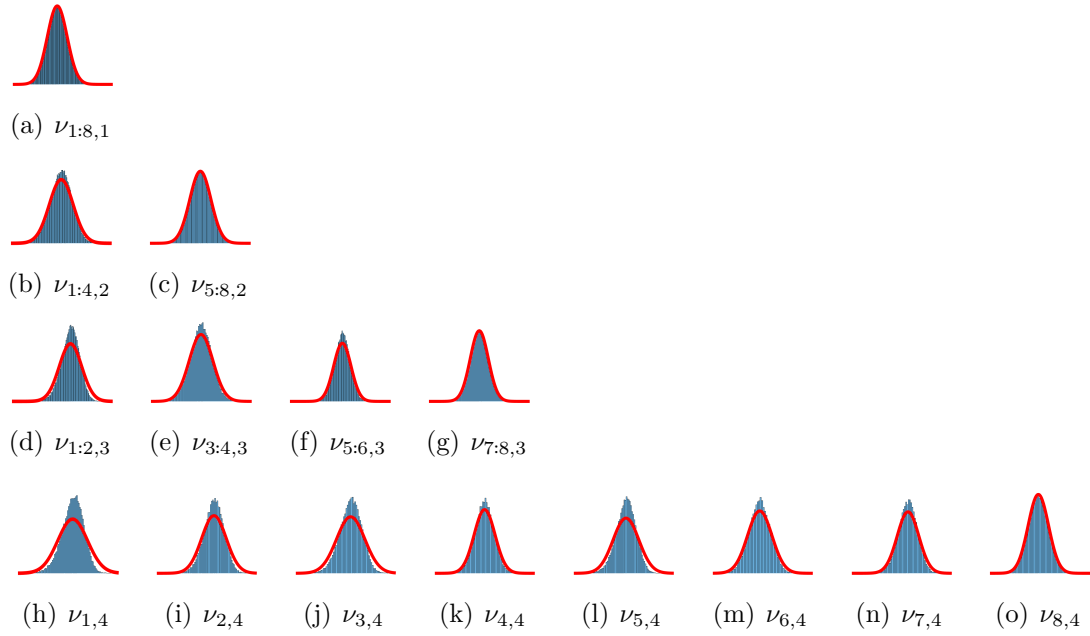 (a) ν₁:₈,₁
(b) ν₁:₄,₂ (c) ν₅:₈,₂
(d) ν₁:₂,₃ (e) ν₃:₄,₃ (f) ν₅:₆,₃ (g) ν₇:₈,₃
(h) ν₁,₄ (i) ν₂,₄ (j) ν₃,₄ (k) ν₄,₄ (l) ν₅,₄ (m) ν₆,₄ (n) ν₇,₄ (o) ν₈,₄